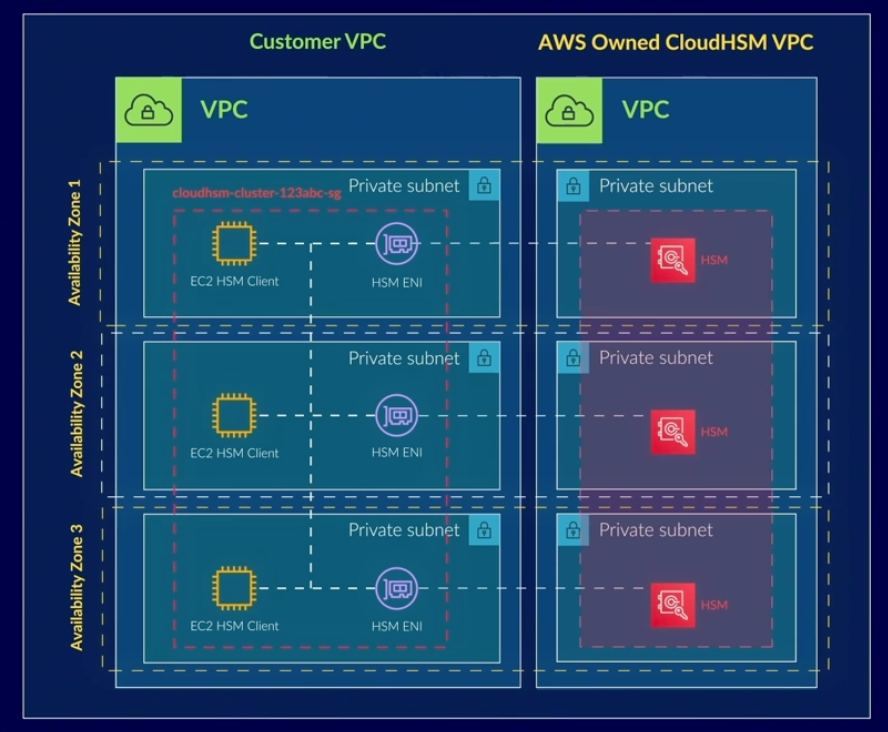 Customer VPC
AWS Owned CloudHSM VPC
VPC
VPC
Availability Zone 1
cloudhsm-cluster-123abc-sg
Private subnet
Private subnet
EC2 HSM Client
HSM ENI
HSM
Availability Zone 2
Private subnet
Private subnet
EC2 HSM Client
HSM ENI
HSM
Availability Zone 3
Private subnet
Private subnet
EC2 HSM Client
HSM ENI
HSM